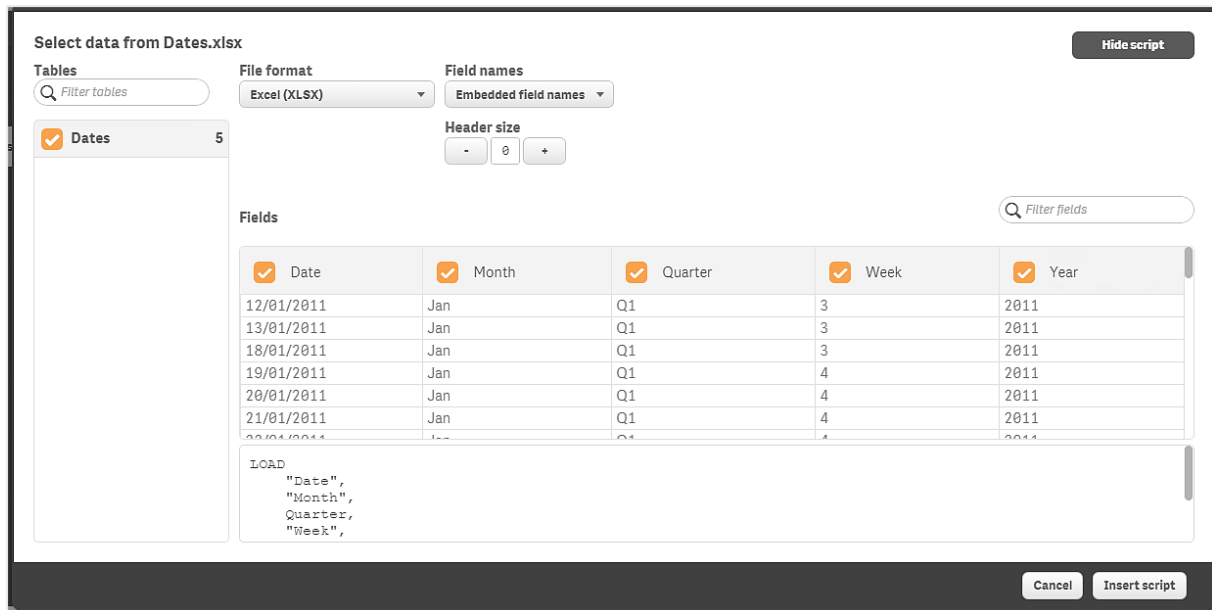 Select data from Dates.xlsx
Hide script
Tables
File format
Field names
Filter tables
Excel (XLSX)
Embedded field names
Dates 5
Header size
- 0 +
Fields
Filter fields
Date Month Quarter Week Year
12/01/2011 Jan Q1 3 2011
13/01/2011 Jan Q1 3 2011
18/01/2011 Jan Q1 3 2011
19/01/2011 Jan Q1 4 2011
20/01/2011 Jan Q1 4 2011
21/01/2011 Jan Q1 4 2011
LOAD
"Date",
"Month",
Quarter,
"Week",
Cancel
Insert script